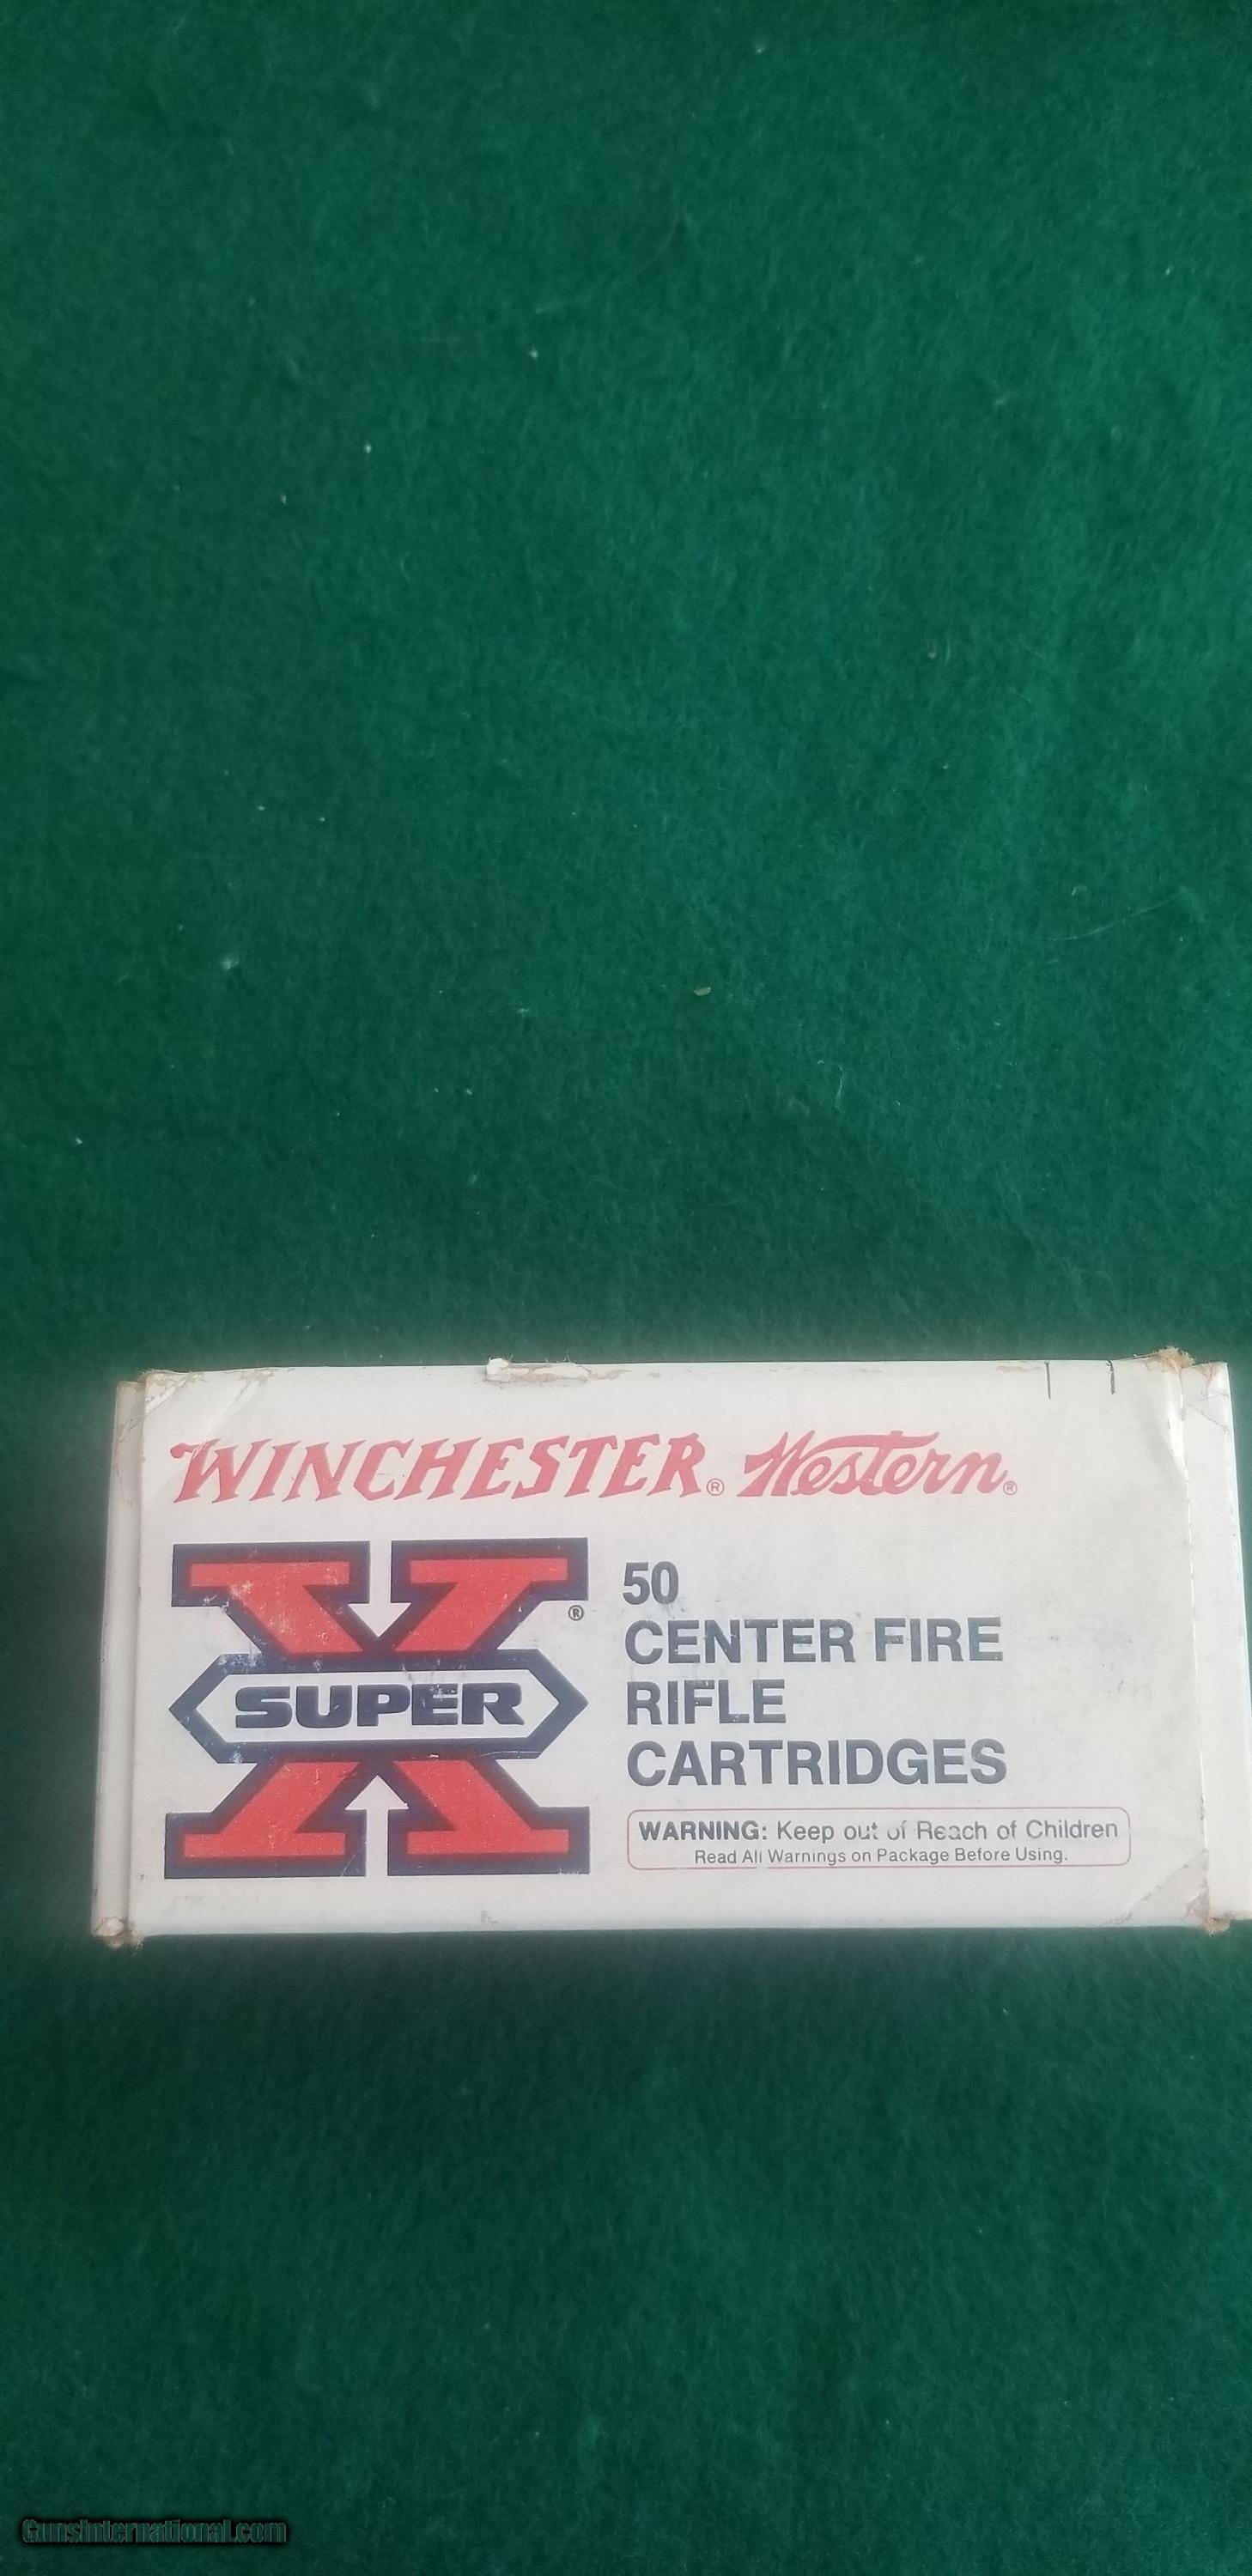 WINCHESTER® Western®
X
SUPER
®
50
CENTER FIRE
RIFLE
CARTRIDGES
WARNING: Keep out of Reach of Children
Read All Warnings on Package Before Using.
GunsInternational.com